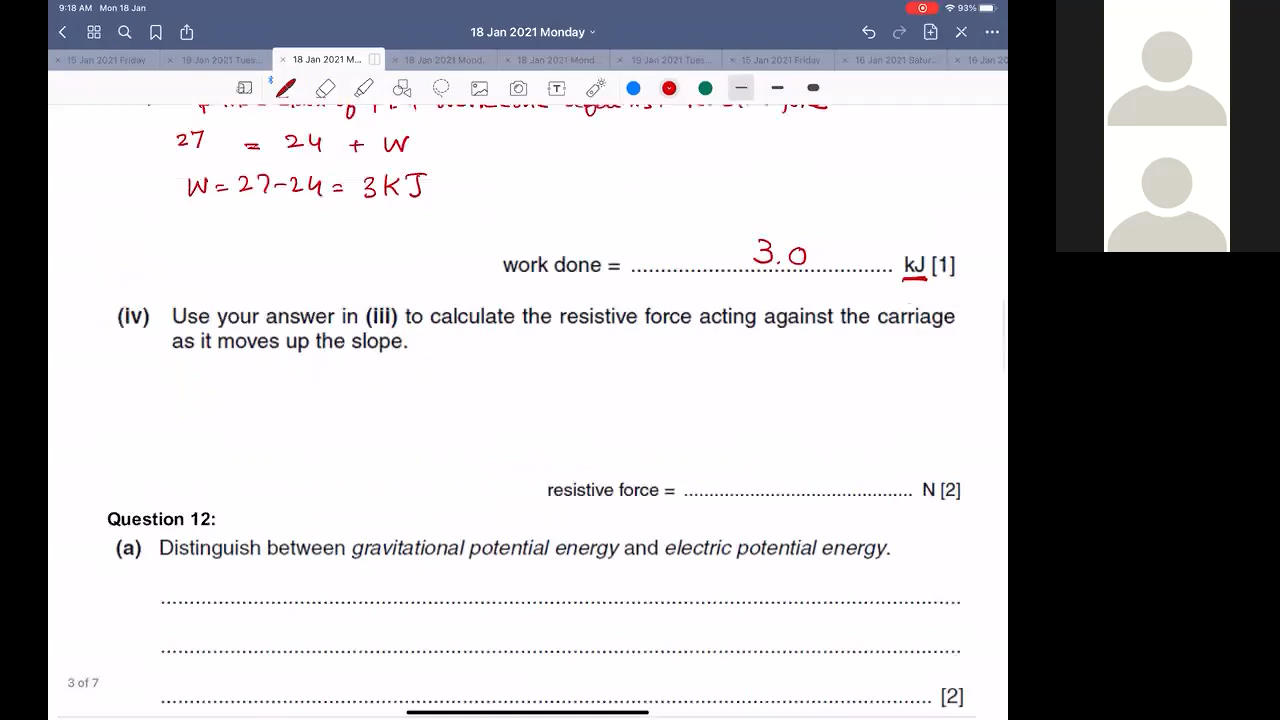 9:18 AM Mon 18 Jan
93%
18 Jan 2021 Monday
15 Jan 2021 Friday
19 Jan 2021 Tues...
18 Jan 2021 M...
18 Jan 2021 Mond...
18 Jan 2021 Mond...
19 Jan 2021 Tues...
15 Jan 2021 Friday
16 Jan 2021 Satur...
16 Jan 202
27 = 24 + W
W = 27-24 = 3KJ
work done = ........ 3.0 ........ kJ [1]
(iv) Use your answer in (iii) to calculate the resistive force acting against the carriage
as it moves up the slope.
resistive force = ........ N [2]
Question 12:
(a) Distinguish between gravitational potential energy and electric potential energy.
[2]
3 of 7